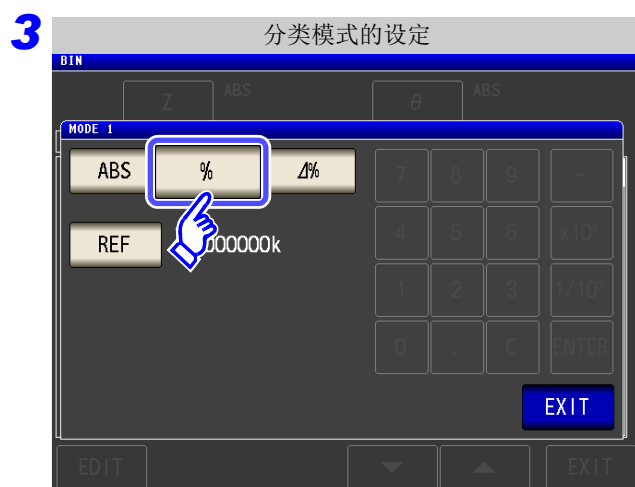 3
分类模式的设定
BIN
Z ABS θ ABS
MODE 1
ABS % Δ% 7 8 9 -
REF 000000k 4 5 6 x10³
1 2 3 1/10³
0 . C ENTER
EXIT
EDIT EXIT